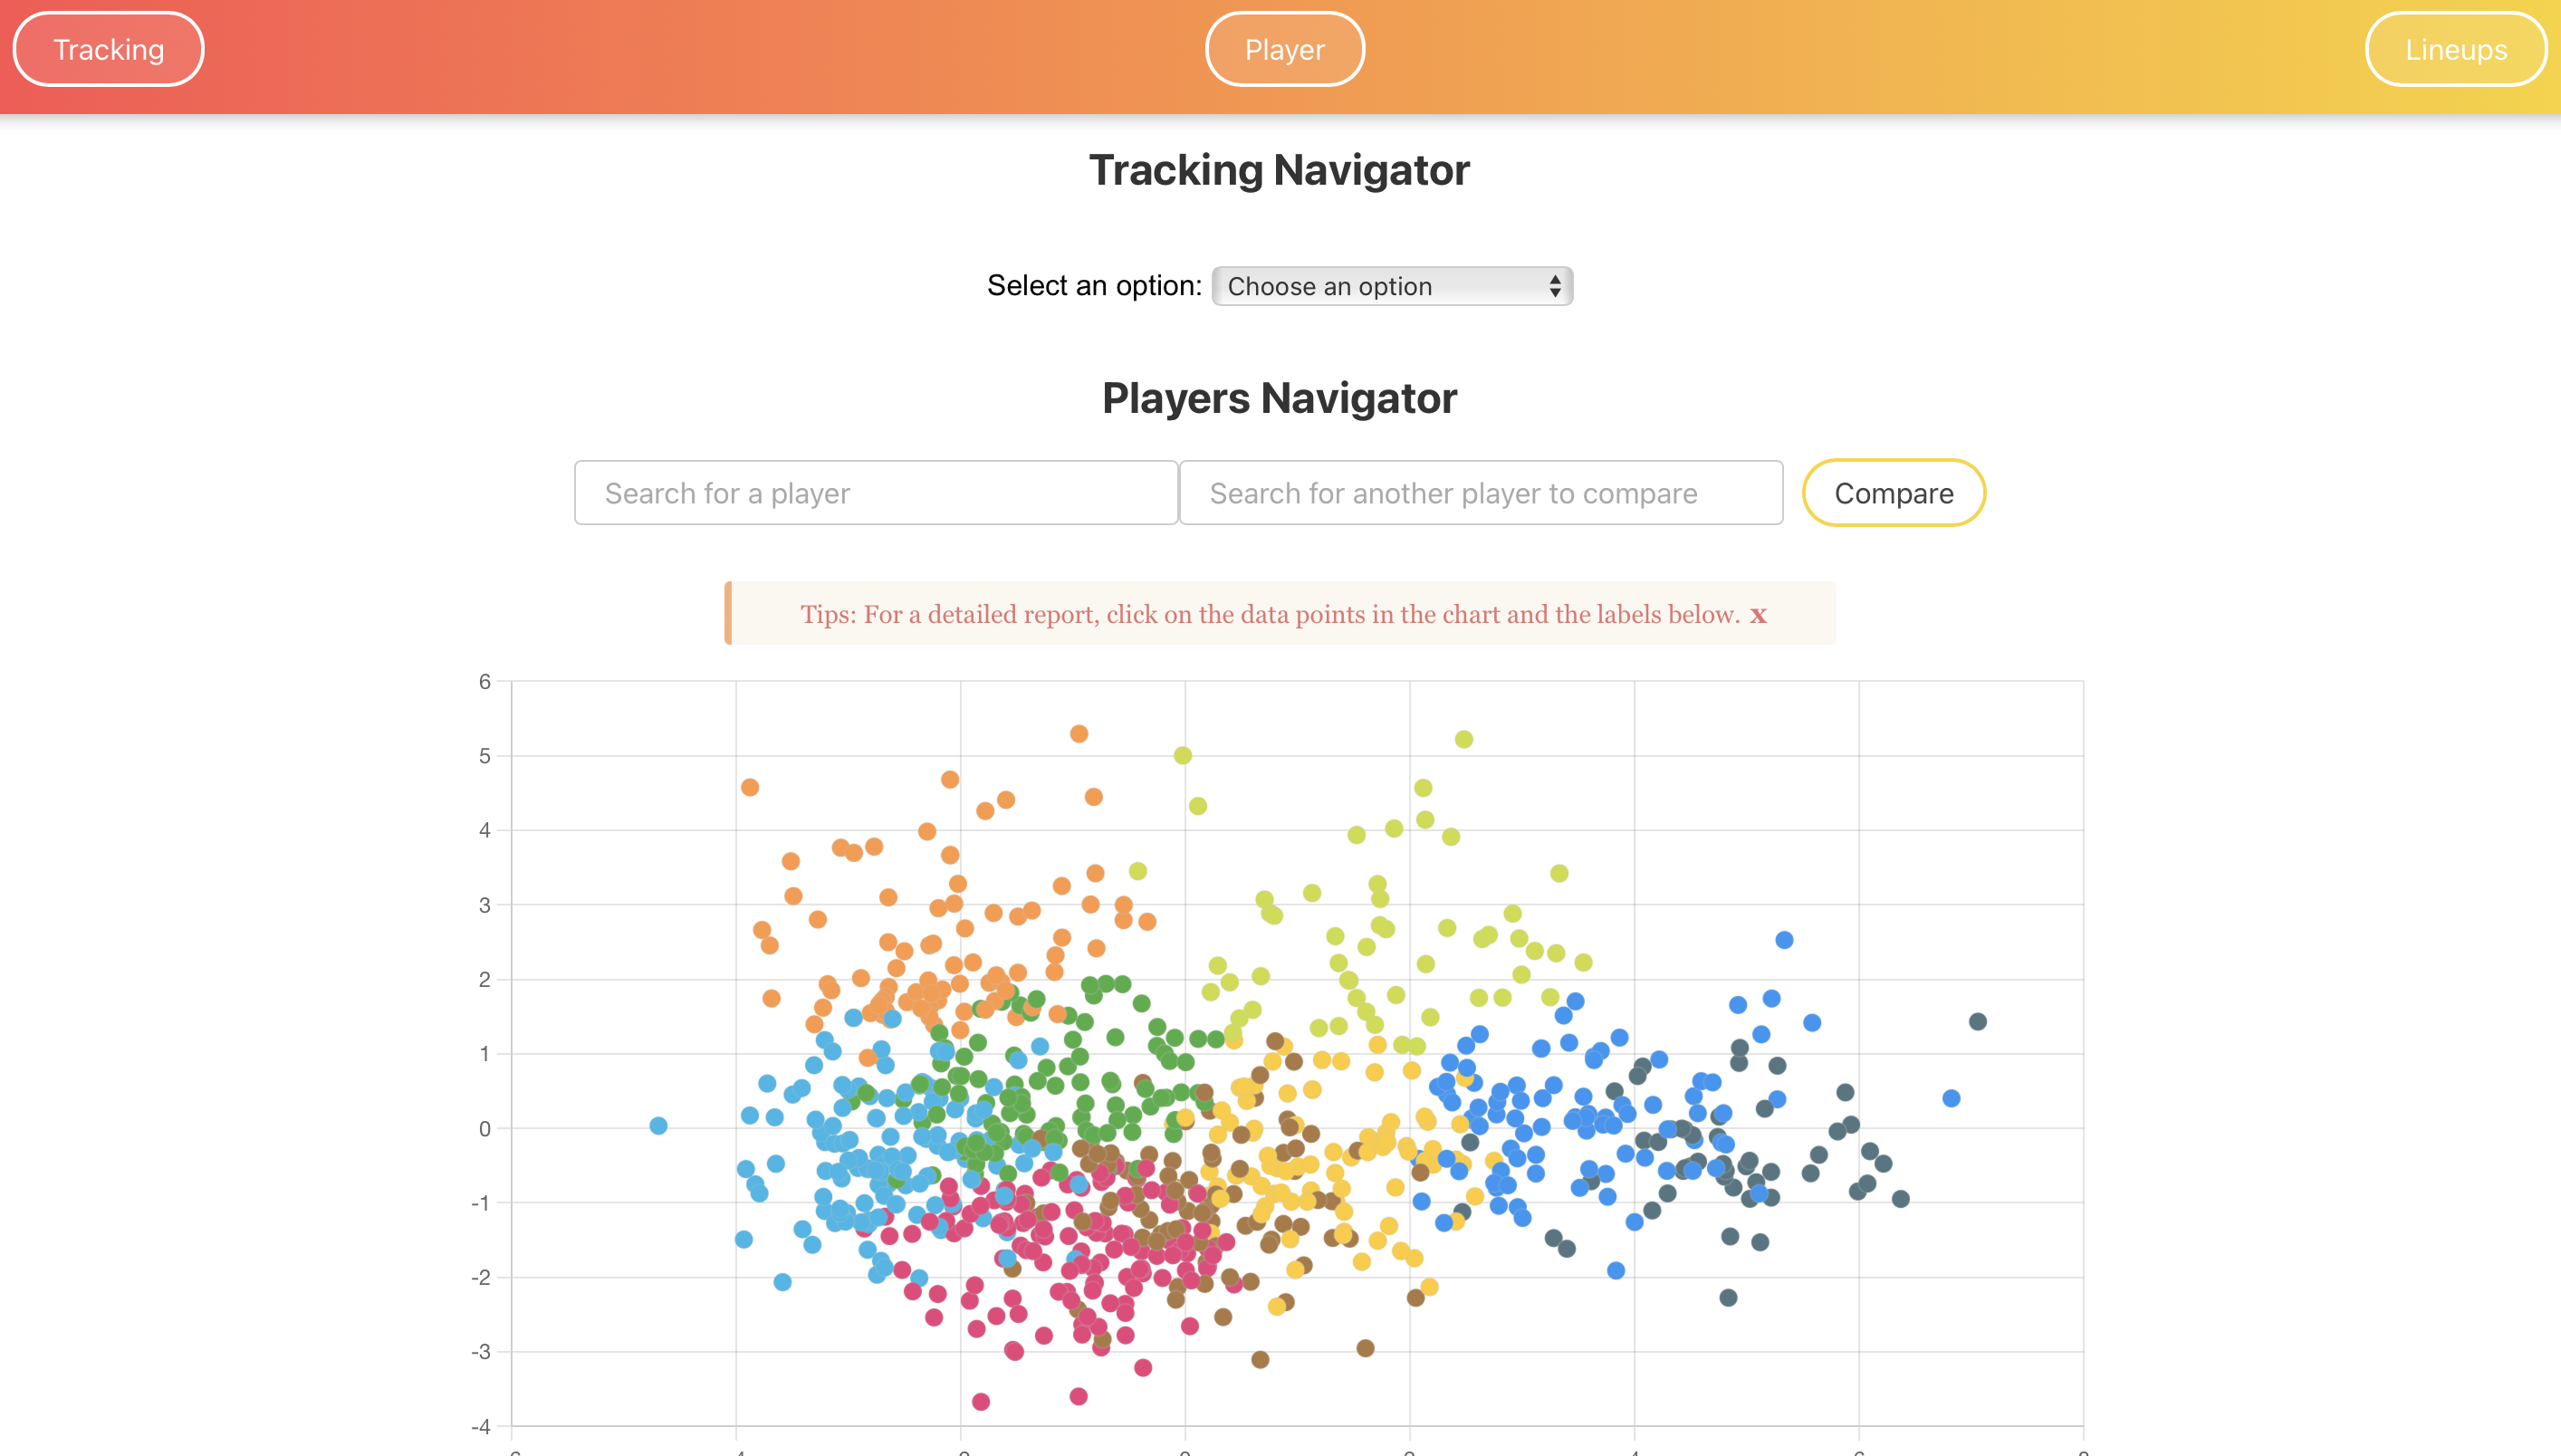 Tracking
Player
Lineups
Tracking Navigator
Select an option: Choose an option
Players Navigator
Search for a player
Search for another player to compare
Compare
Tips: For a detailed report, click on the data points in the chart and the labels below. x
6
5
4
3
2
1
0
-1
-2
-3
-4